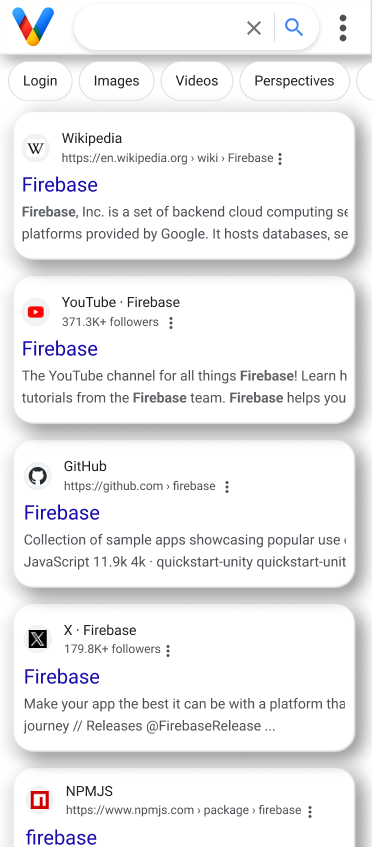 Login Images Videos Perspectives
Wikipedia
https://en.wikipedia.org › wiki › Firebase
Firebase
Firebase, Inc. is a set of backend cloud computing se
platforms provided by Google. It hosts databases, se
YouTube · Firebase
371.3K+ followers
Firebase
The YouTube channel for all things Firebase! Learn h
tutorials from the Firebase team. Firebase helps you
GitHub
https://github.com › firebase
Firebase
Collection of sample apps showcasing popular use
JavaScript 11.9k 4k · quickstart-unity quickstart-unit
X · Firebase
179.8K+ followers
Firebase
Make your app the best it can be with a platform tha
journey // Releases @FirebaseRelease ...
NPMJS
https://www.npmjs.com › package › firebase
firebase